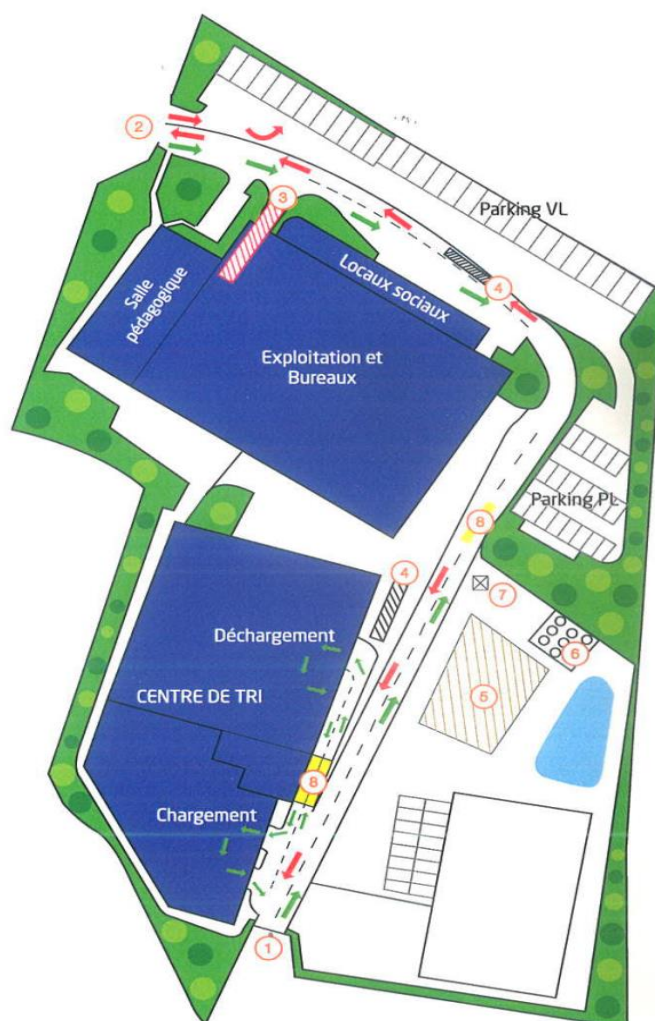 2
3
Parking VL
4
Locaux sociaux
Salle
pédagogique
Exploitation et
Bureaux
Parking PL
8
4
7
6
Déchargement
5
CENTRE DE TRI
8
Chargement
1